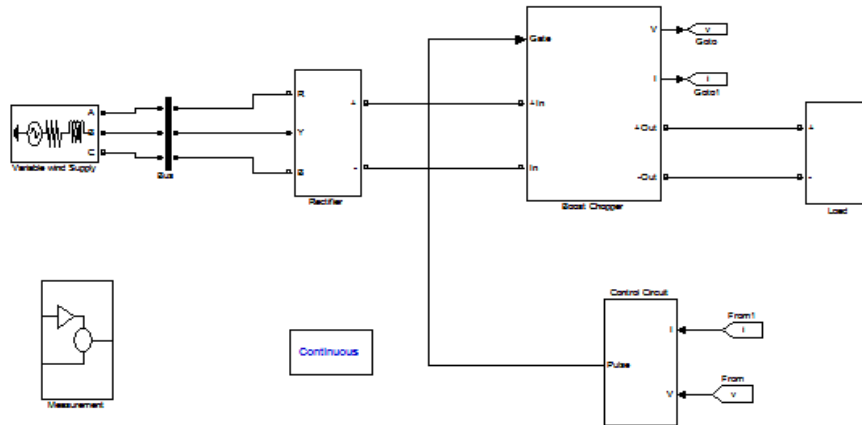 Variable wind Supply
A
B
C
Bus
R
Y
B
+
-
Rectifier
Gate
+In
In
V
I
+Out
-Out
Boost Chopper
v
Goto
i
Goto1
+
-
Load
Measurement
Continuous
Control Circuit
Pulse
I
V
From1
i
From
v